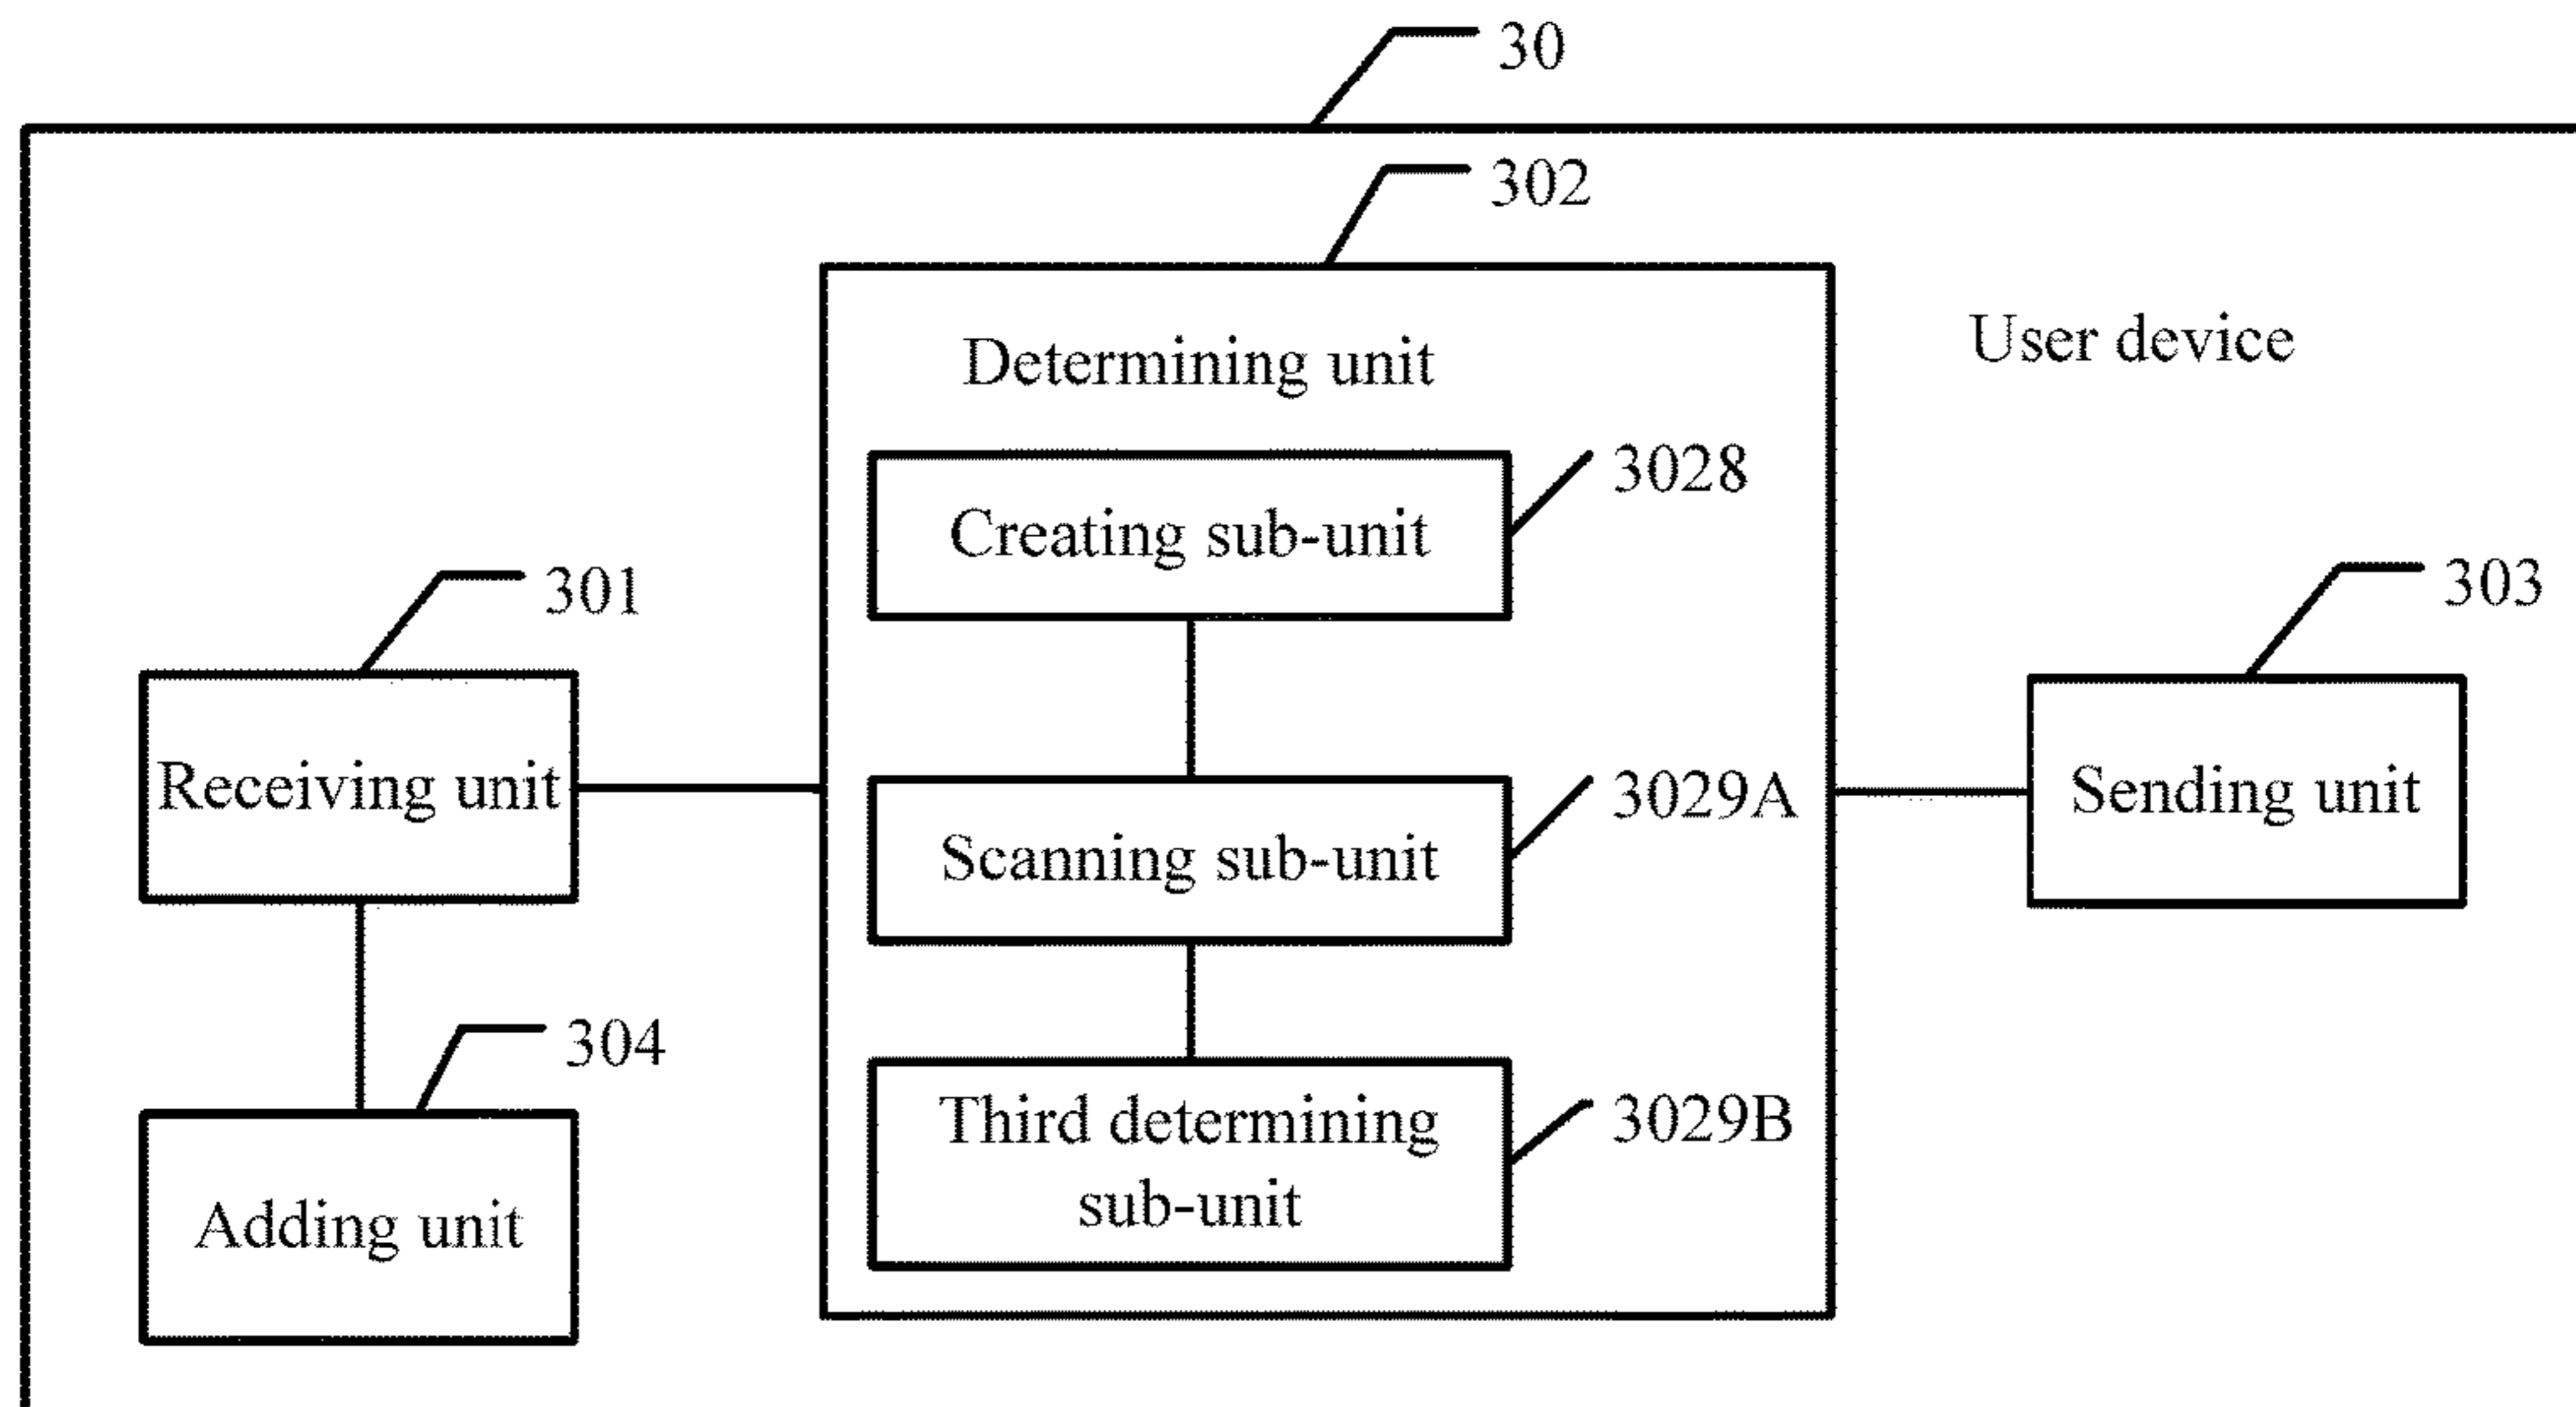 30
302
User device
Determining unit
3028
Creating sub-unit
301
303
Receiving unit
3029A
Scanning sub-unit
Sending unit
304
Third determining
sub-unit
3029B
Adding unit